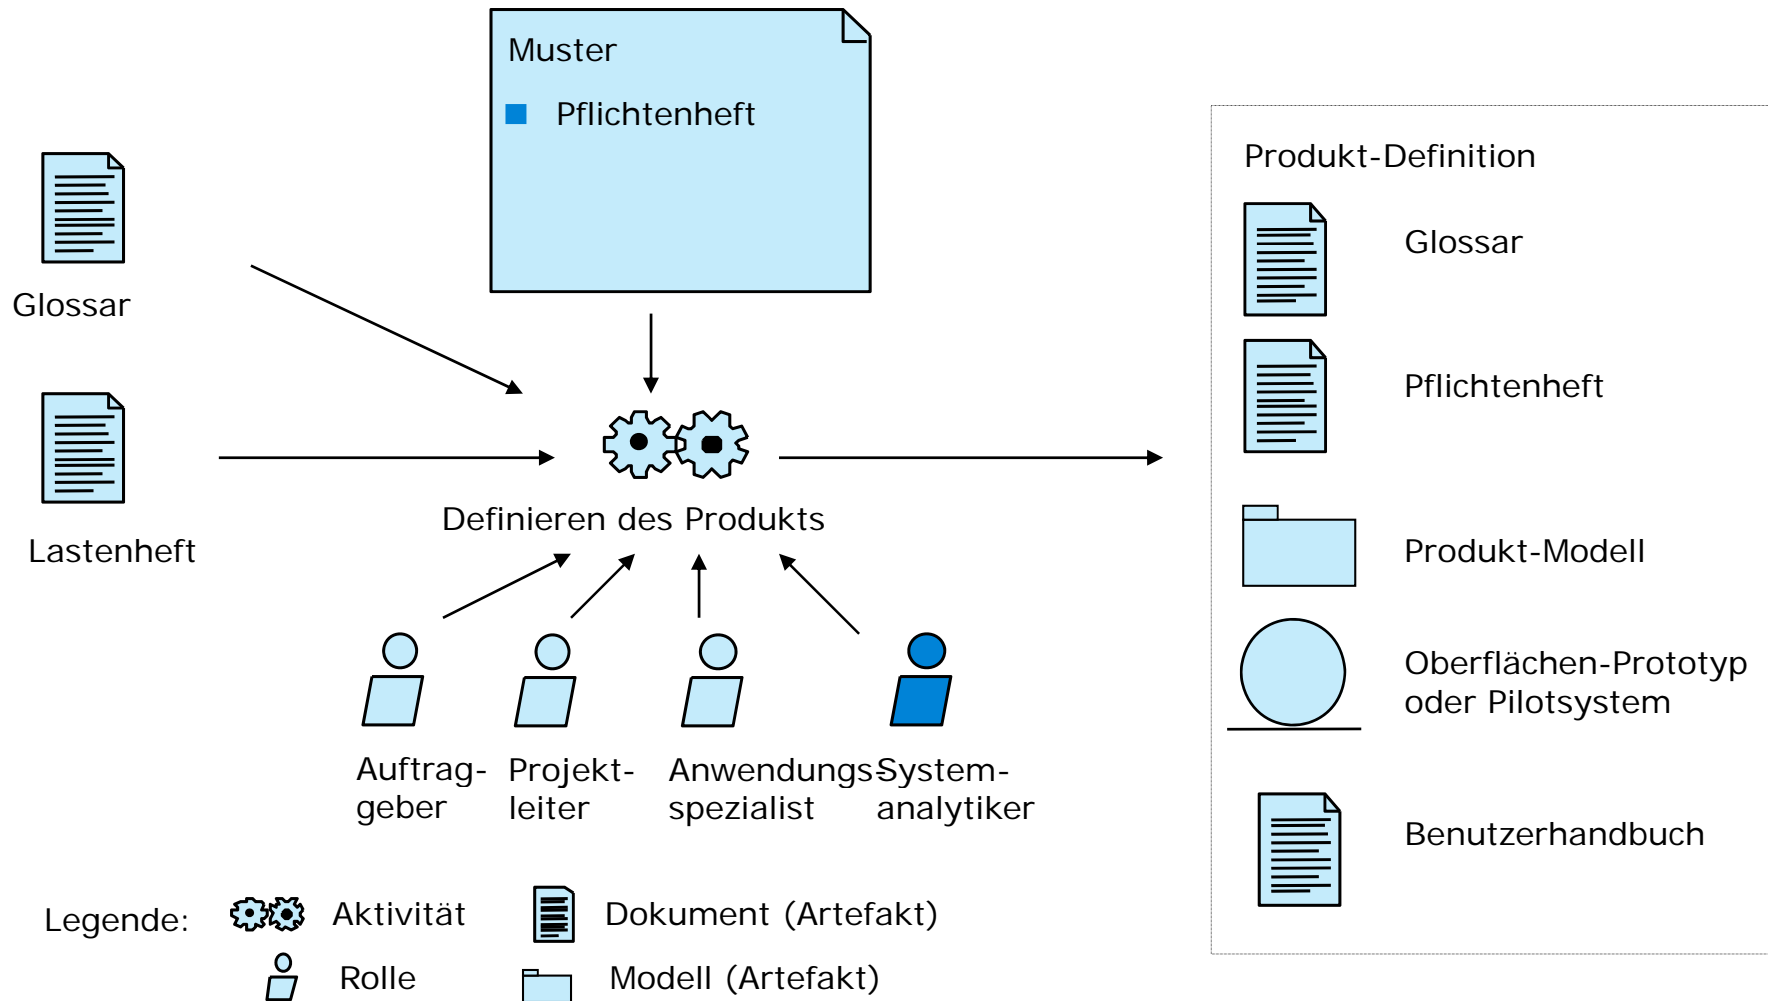 Muster
Pflichtenheft
Glossar
Lastenheft
Definieren des Produkts
Auftrag-
geber
Projekt-
leiter
Anwendungs-
spezialist
System-
analytiker
Produkt-Definition
Glossar
Pflichtenheft
Produkt-Modell
Oberflächen-Prototyp
oder Pilotsystem
Benutzerhandbuch
Legende:
Aktivität
Dokument (Artefakt)
Rolle
Modell (Artefakt)